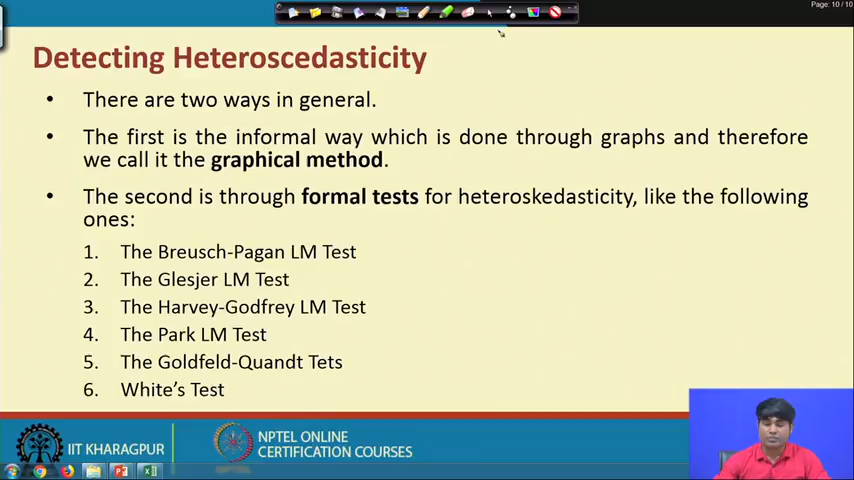 Page: 10 / 10
Detecting Heteroscedasticity
• There are two ways in general.
• The first is the informal way which is done through graphs and therefore
we call it the graphical method.
• The second is through formal tests for heteroskedasticity, like the following
ones:
1. The Breusch-Pagan LM Test
2. The Glesjer LM Test
3. The Harvey-Godfrey LM Test
4. The Park LM Test
5. The Goldfeld-Quandt Tets
6. White's Test
IIT KHARAGPUR
NPTEL ONLINE
CERTIFICATION COURSES